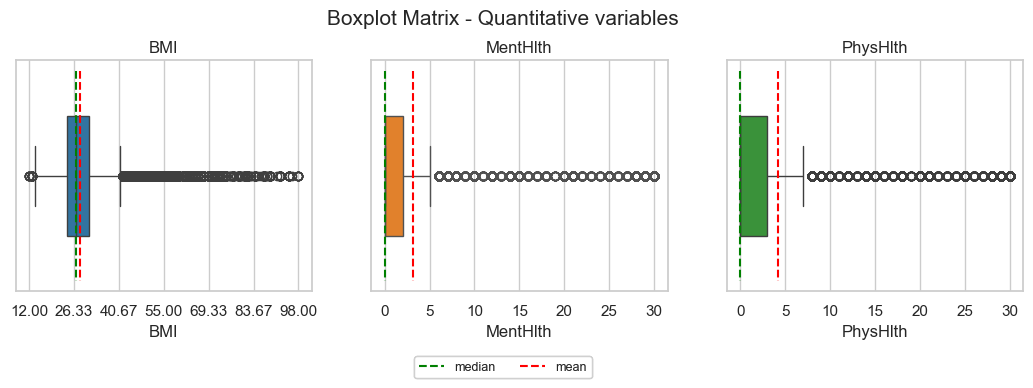 Boxplot Matrix - Quantitative variables
BMI
MentHlth
PhysHlth
12.00 26.33 40.67 55.00 69.33 83.67 98.00
0 5 10 15 20 25 30
0 5 10 15 20 25 30
BMI
MentHlth
PhysHlth
median mean